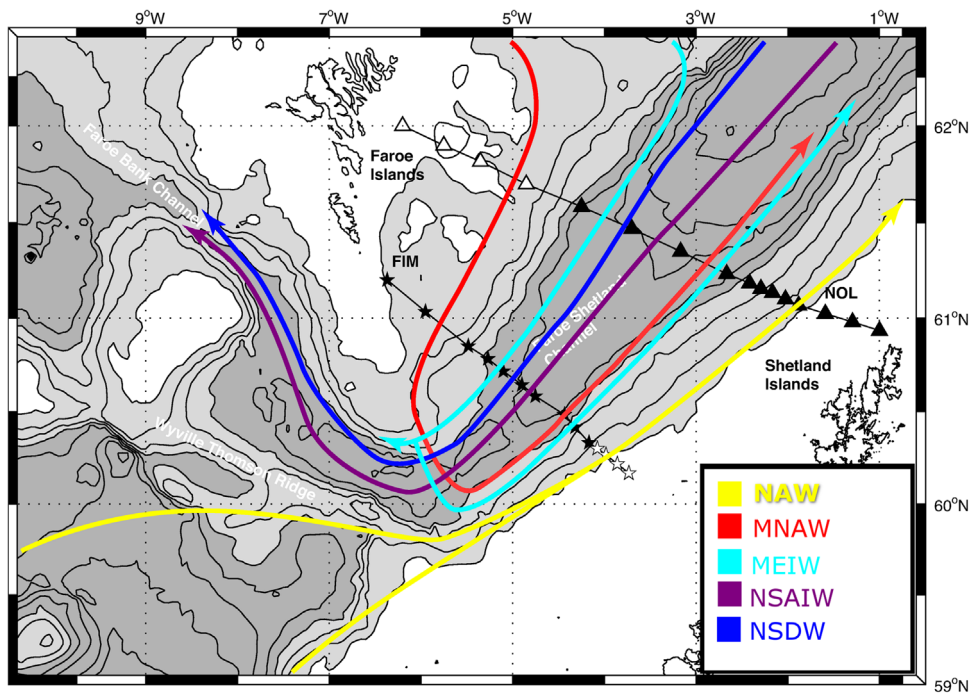 9°W
7°W
5°W
3°W
1°W
62°N
61°N
60°N
59°N
Faroe Bank Channel
Faroe
Islands
FIM
Faroe Shetland
Channel
NOL
Shetland
Islands
Wyville Thomson Ridge
NAW
MNAW
MEIW
NSAIW
NSDW